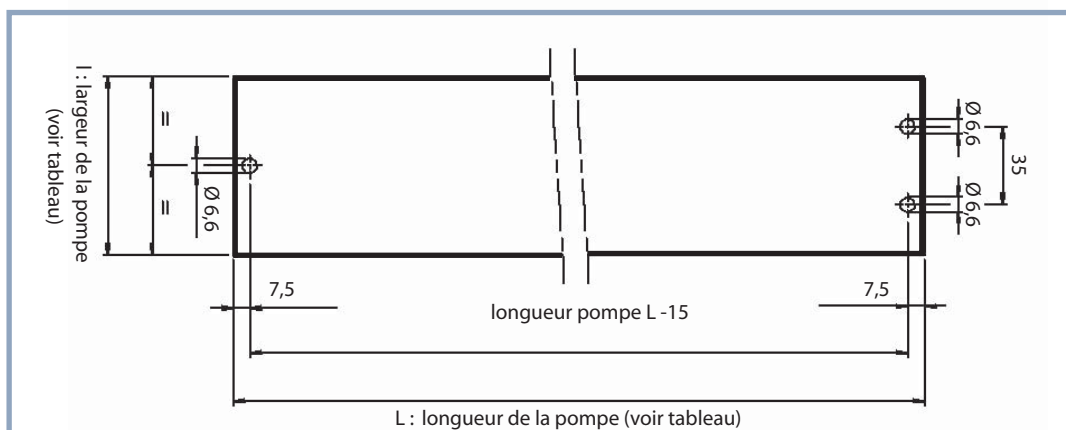 l : largeur de la pompe
(voir tableau)
=
=
Ø 6,6
Ø 6,6
35
Ø 6,6
7,5
7,5
longueur pompe L -15
L : longueur de la pompe (voir tableau)